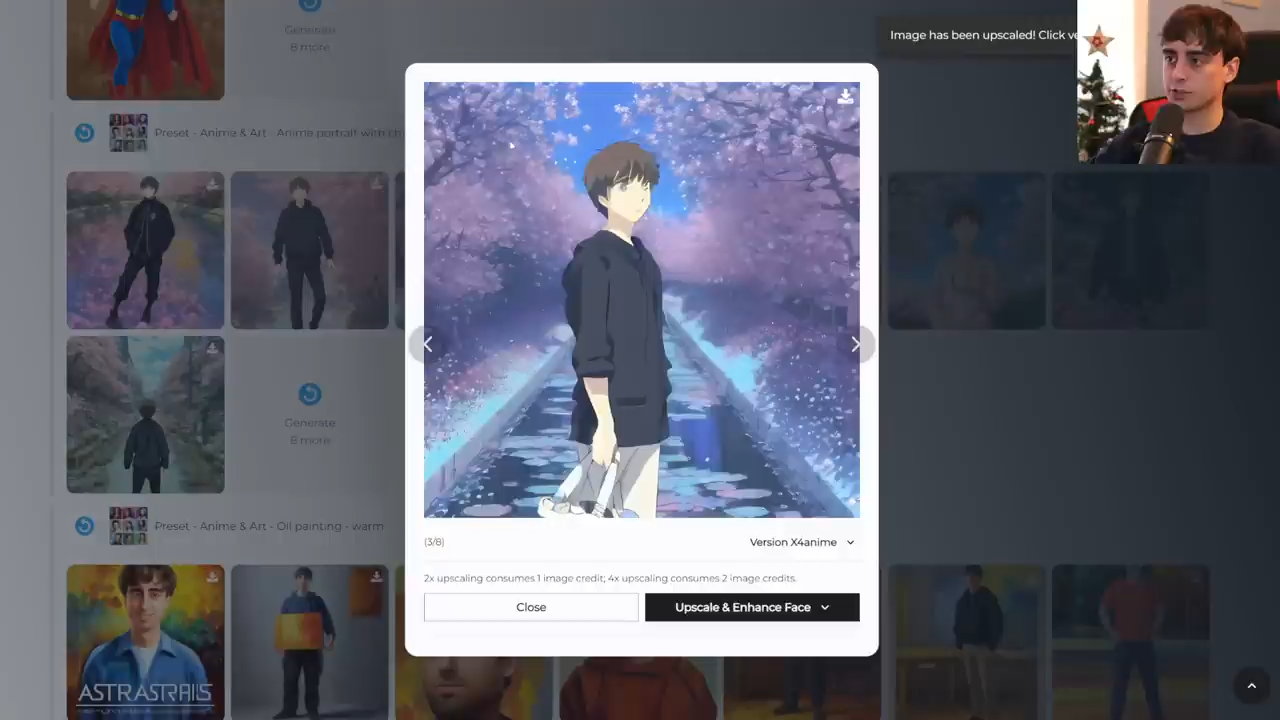 Generate
8 more
Image has been upscaled! Click
Preset - Anime & Art - Anime portrait with
Generate
8 more
Preset - Anime & Art - Oil painting - warm
(3/8)
Version X4anime
2x upscaling consumes 1 image credit; 4x upscaling consumes 2 image credits.
Close
Upscale & Enhance Face